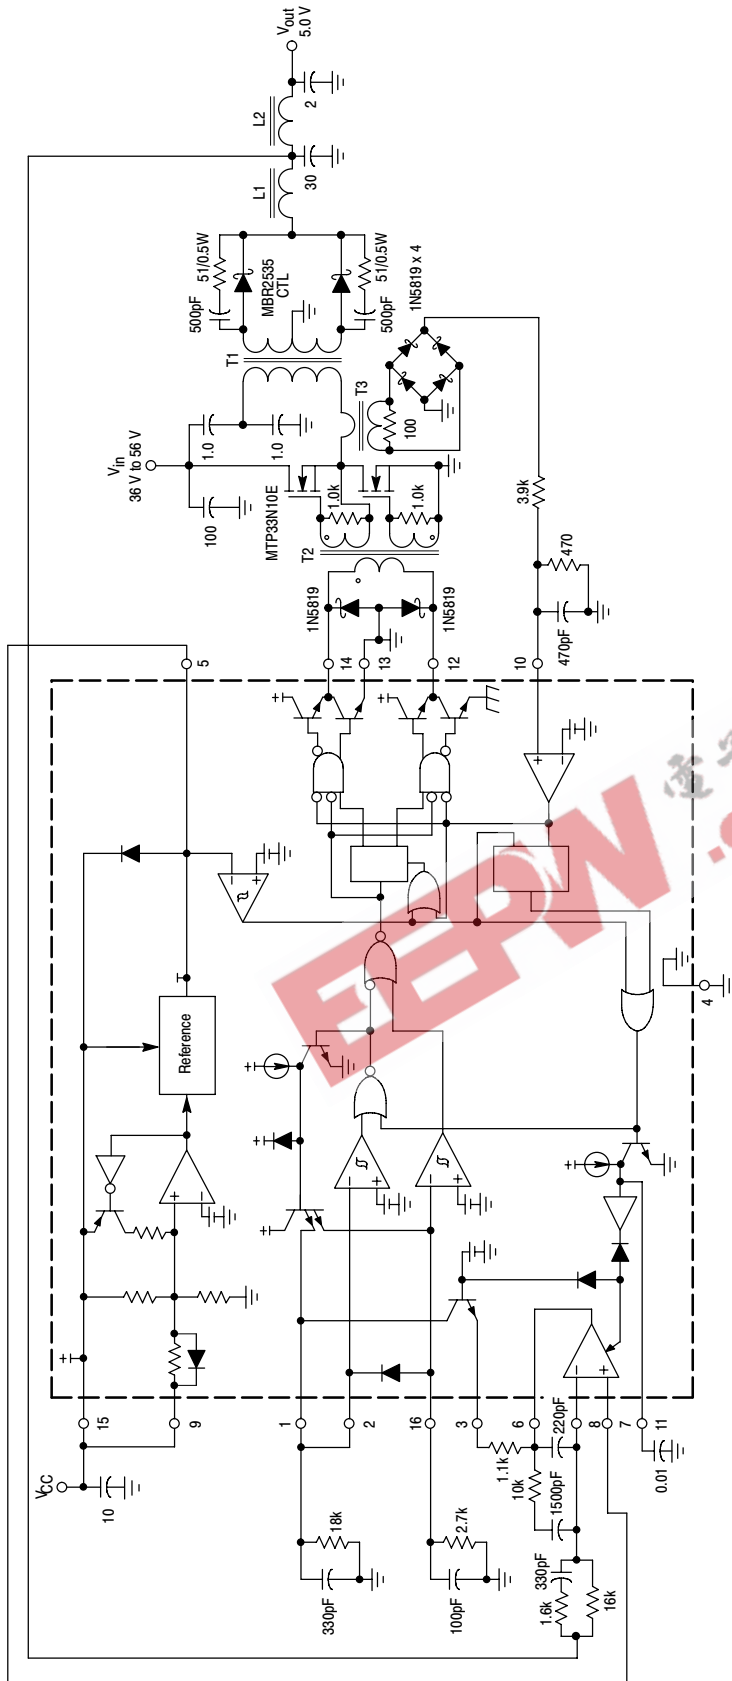 Vout
5.0 V
L2
2
L1
30
51/0.5W
500pF
MBR2535
CTL
51/0.5W
500pF
T1
1N5819 x 4
T3
100
1.0
1.0
Vin
36 V to 56 V
100
MTP33N10E
1.0k
1.0k
T2
3.9k
470
470pF
1N5819
1N5819
5
14
13
12
10
4
Reference
VCC
10
15
9
1
2
16
3
6
8
7
11
18k
330pF
2.7k
100pF
1.1k
10k
220pF
1500pF
330pF
1.6k
16k
0.01
EEPW